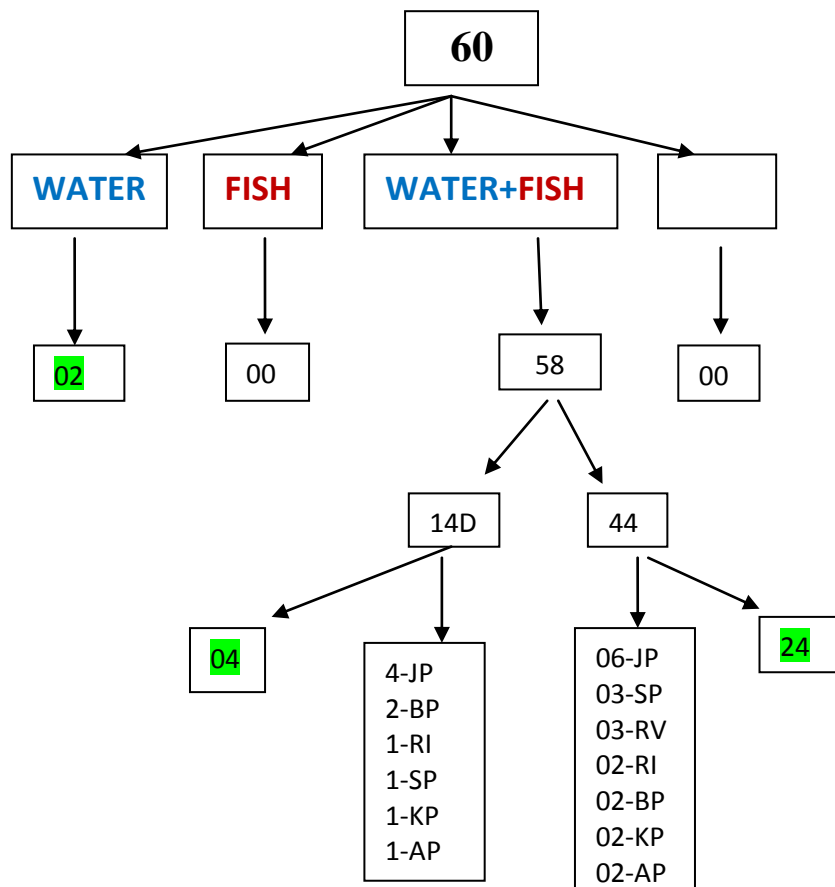 60
WATER
FISH
WATER+FISH
02
00
58
00
14D
44
04
4-JP
2-BP
1-RI
1-SP
1-KP
1-AP
06-JP
03-SP
03-RV
02-RI
02-BP
02-KP
02-AP
24